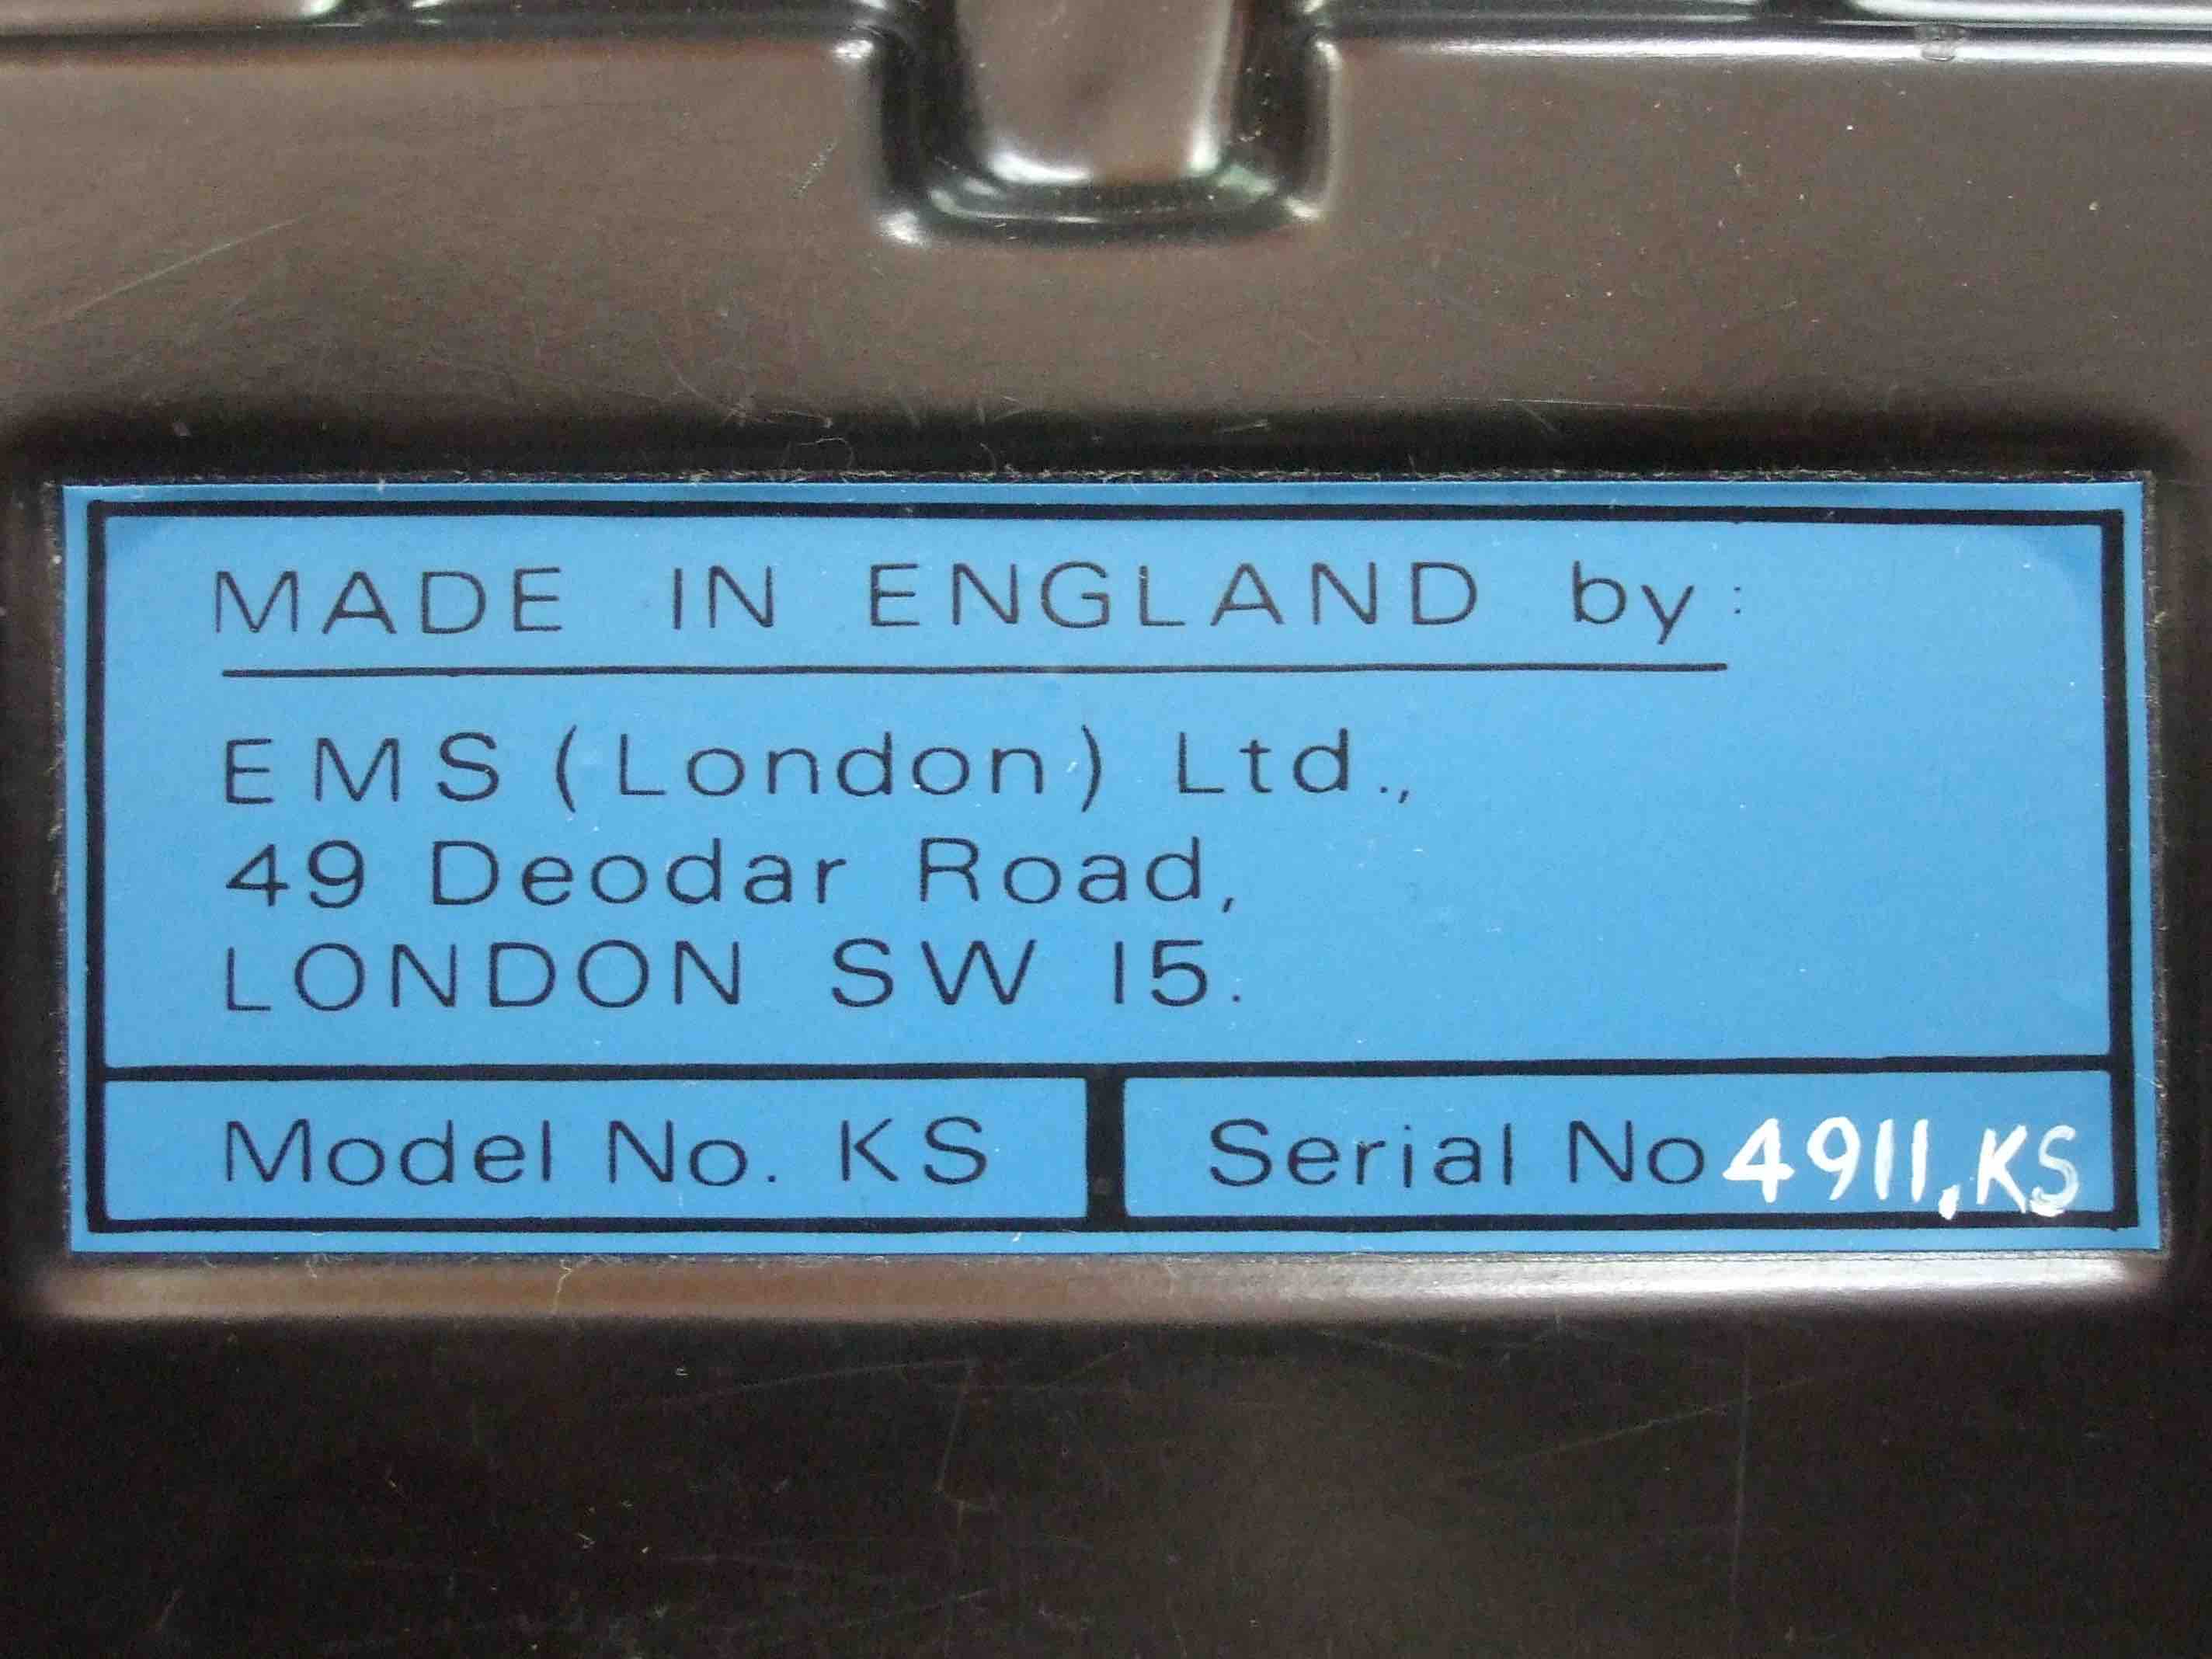 MADE IN ENGLAND by:
EMS (London) Ltd.,
49 Deodar Road,
LONDON SW 15.
Model No. KS
Serial No 4911,KS